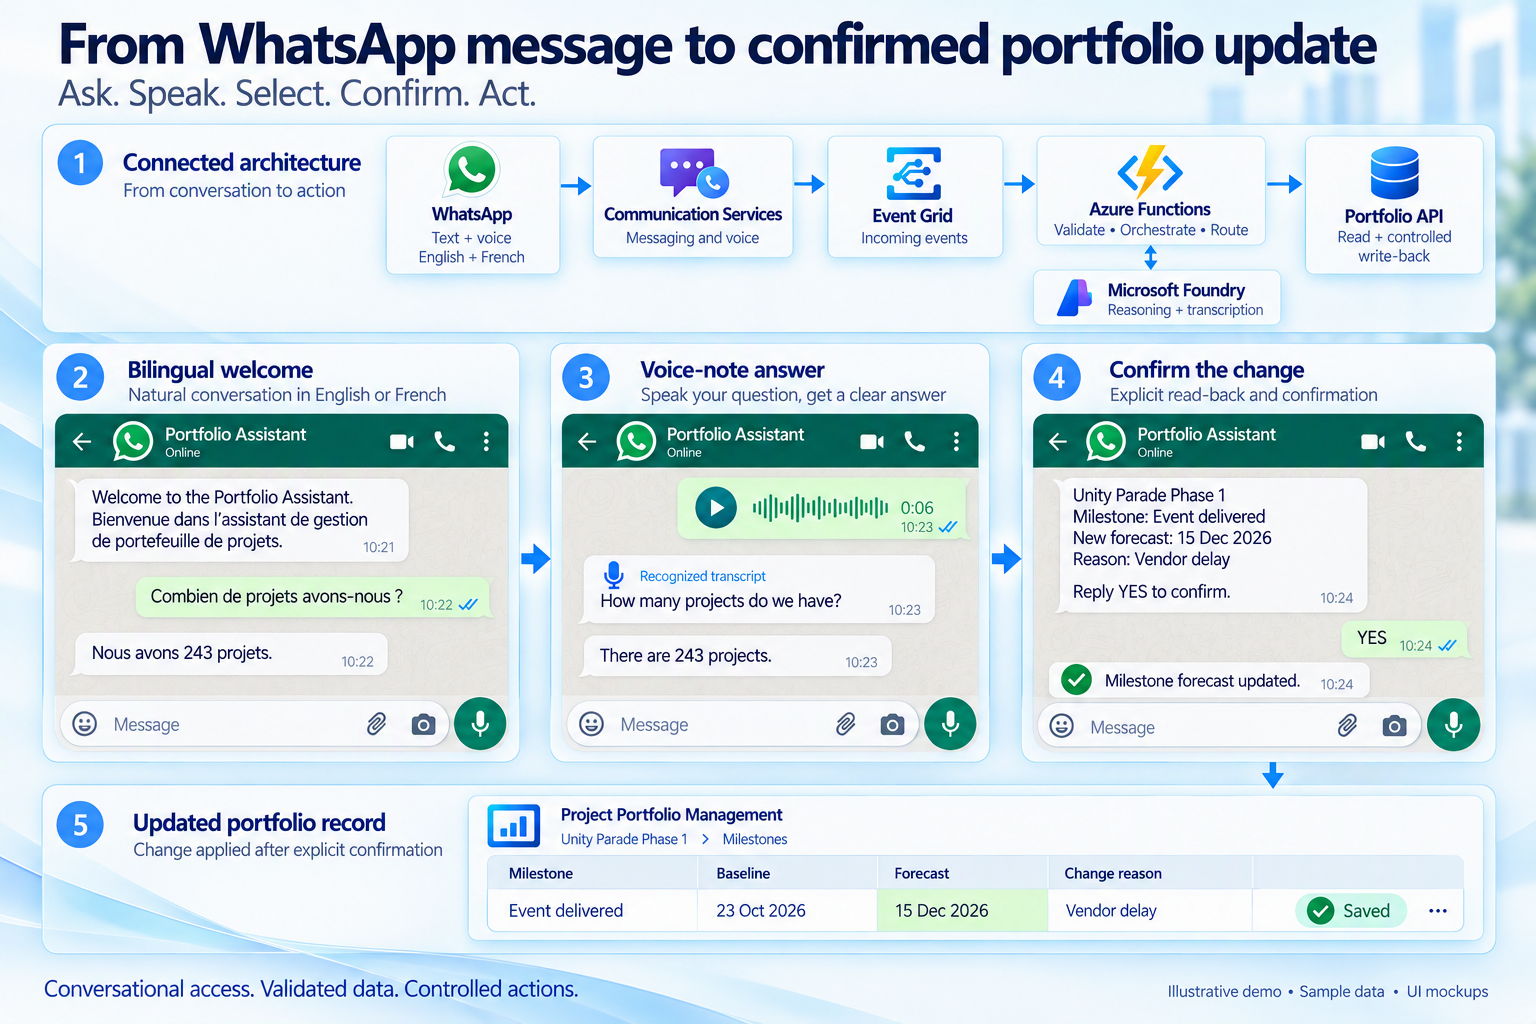 From WhatsApp message to confirmed portfolio update
Ask. Speak. Select. Confirm. Act.
1
Connected architecture
From conversation to action
WhatsApp
Text + voice
English + French
Communication Services
Messaging and voice
Event Grid
Incoming events
Azure Functions
Validate • Orchestrate • Route
Microsoft Foundry
Reasoning + transcription
Portfolio API
Read + controlled
write-back
2
Bilingual welcome
Natural conversation in English or French
Portfolio Assistant
Online
Welcome to the Portfolio Assistant.
Bienvenue dans l'assistant de gestion
de portefeuille de projets.
10:21
Combien de projets avons-nous ?
10:22
Nous avons 243 projets.
10:22
Message
3
Voice-note answer
Speak your question, get a clear answer
Portfolio Assistant
Online
0:06
10:23
Recognized transcript
How many projects do we have?
10:23
There are 243 projects.
10:23
Message
4
Confirm the change
Explicit read-back and confirmation
Portfolio Assistant
Online
Unity Parade Phase 1
Milestone: Event delivered
New forecast: 15 Dec 2026
Reason: Vendor delay
Reply YES to confirm.
10:24
YES
10:24
Milestone forecast updated.
10:24
Message
5
Updated portfolio record
Change applied after explicit confirmation
Project Portfolio Management
Unity Parade Phase 1 > Milestones
Milestone Baseline Forecast Change reason
Event delivered 23 Oct 2026 15 Dec 2026 Vendor delay Saved
Conversational access. Validated data. Controlled actions.
Illustrative demo • Sample data • UI mockups